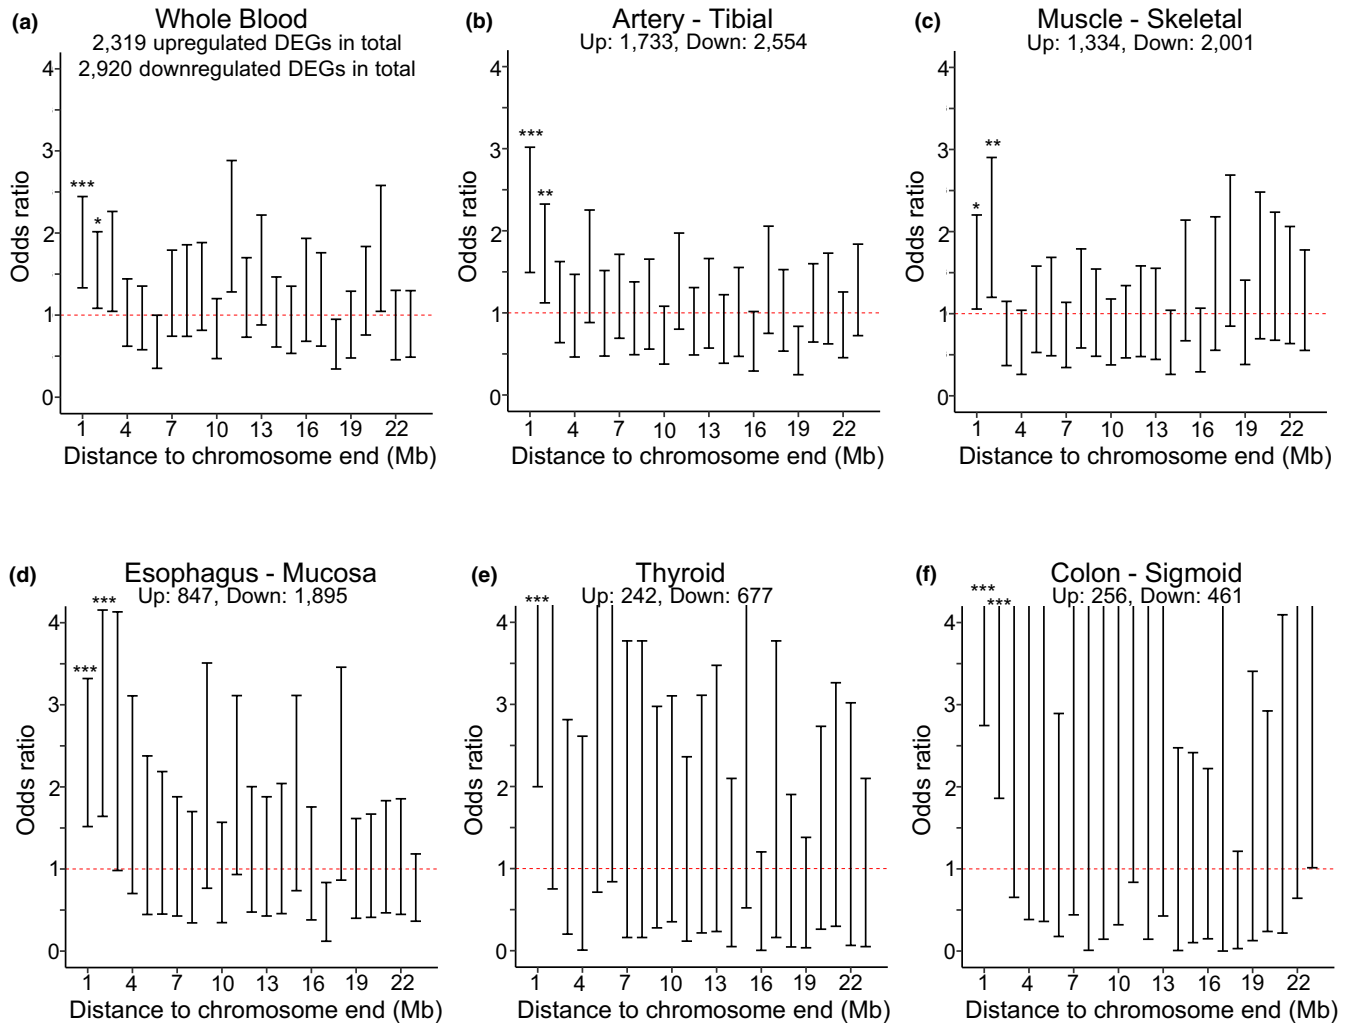 (a) Whole Blood
2,319 upregulated DEGs in total
2,920 downregulated DEGs in total
4
3
2
1
0
Odds ratio
***
*
1 4 7 10 13 16 19 22
Distance to chromosome end (Mb)
(b) Artery - Tibial
Up: 1,733, Down: 2,554
4
3
2
1
0
Odds ratio
***
**
1 4 7 10 13 16 19 22
Distance to chromosome end (Mb)
(c) Muscle - Skeletal
Up: 1,334, Down: 2,001
4
3
2
1
0
Odds ratio
*
**
1 4 7 10 13 16 19 22
Distance to chromosome end (Mb)
(d) Esophagus - Mucosa
Up: 847, Down: 1,895
4
3
2
1
0
Odds ratio
***
***
1 4 7 10 13 16 19 22
Distance to chromosome end (Mb)
(e) Thyroid
Up: 242, Down: 677
4
3
2
1
0
Odds ratio
***
1 4 7 10 13 16 19 22
Distance to chromosome end (Mb)
(f) Colon - Sigmoid
Up: 256, Down: 461
4
3
2
1
0
Odds ratio
***
***
1 4 7 10 13 16 19 22
Distance to chromosome end (Mb)